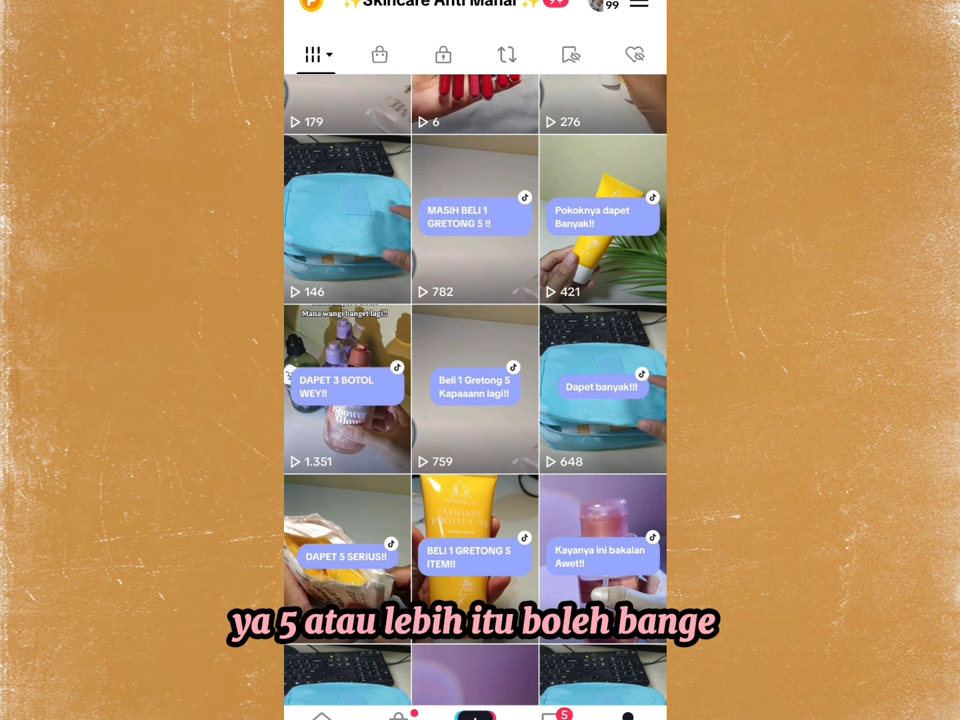 ✨Skincare Anti Mahal ✨
9+
99
179
6
276
MASIH BELI 1
GRETONG 5 !!
Pokoknya dapet
Banyak!!
146
782
421
Mana wangi banget lagi!!
DAPET 3 BOTOL
WEY!!
Beli 1 Gretong 5
Kapaaann lagi!!
Dapet banyak!!!
Shower
Glow
1.351
759
648
DAPET 5 SERIUS!!
BELI 1 GRETONG 5
ITEM!!
Kayanya ini bakalan
Awet!!
ya 5 atau lebih itu boleh bange
5